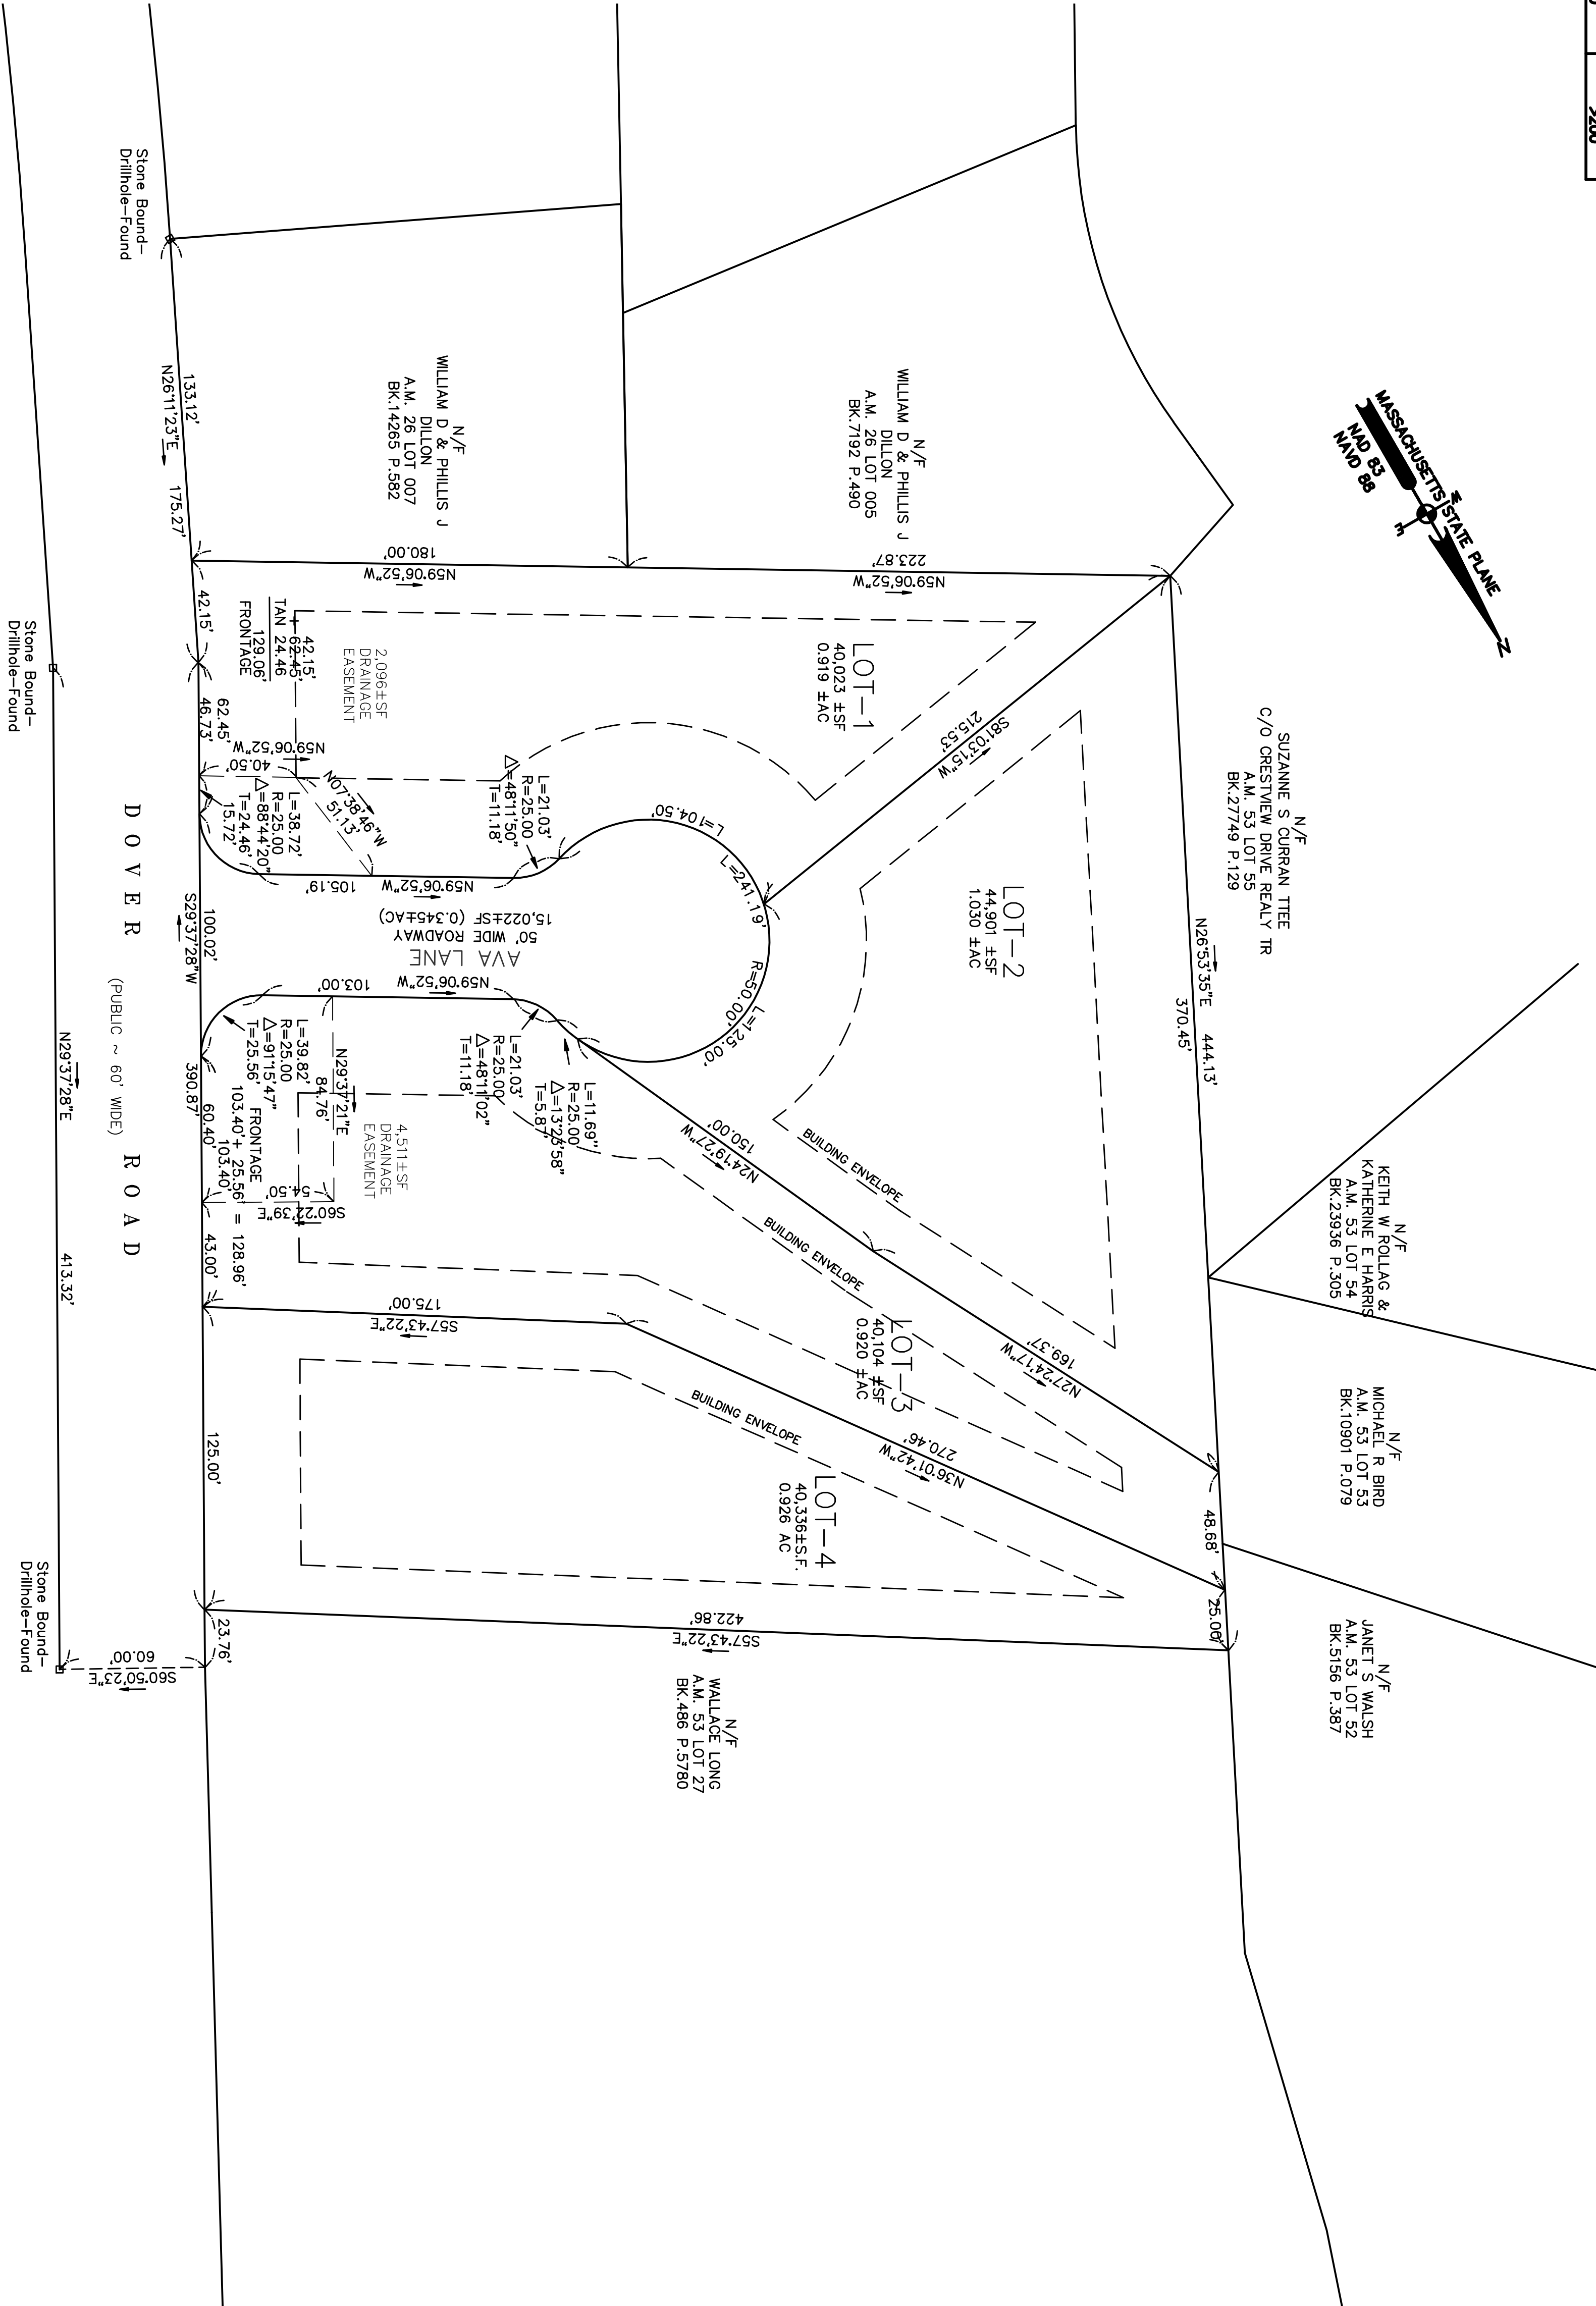 MASSACHUSETTS STATE PLANE
NAD 83
NAVD 88
N
W
E
N/F
SUZANNE S CURRAN TTEE
C/O CRESTVIEW DRIVE REALY TR
A.M. 53 LOT 55
BK.27749 P.129
N/F
KEITH W ROLLAG &
KATHERINE E HARRIS
A.M. 53 LOT 54
BK.23936 P.305
N/F
MICHAEL R BIRD
A.M. 53 LOT 53
BK.10901 P.079
N/F
JANET S WALSH
A.M. 53 LOT 52
BK.5156 P.387
N/F
WILLIAM D & PHILLIS J
DILLON
A.M. 26 LOT 005
BK.7192 P.490
N/F
WILLIAM D & PHILLIS J
DILLON
A.M. 26 LOT 007
BK.14265 P.582
N/F
WALLACE LONG
A.M. 53 LOT 27
BK.486 P.5780
N26°53'35"E 444.13'
370.45'
48.68'
25.00'
223.87'
N59°06'52"W
180.00'
N59°06'52"W
LOT-1
40,023 ±SF
0.919 ±AC
S81°03'15"W
215.53'
LOT-2
44,901 ±SF
1.030 ±AC
L=104.50'
L=241.19'
R=50.00'
L=125.00'
BUILDING ENVELOPE
BUILDING ENVELOPE
BUILDING ENVELOPE
N24°19'27"W
150.00'
N27°24'17"W
169.37'
LOT-3
40,104 ±SF
0.920 ±AC
N36°01'42"W
270.46'
LOT-4
40,336±S.F.
0.926 AC
422.86'
S57°43'22"E
175.00'
S57°43'22"E
L=21.03'
R=25.00
Δ=48°11'50"
T=11.18'
L=21.03'
R=25.00
Δ=48°11'02"
T=11.18'
L=11.69"
R=25.00
Δ=13°23'58"
T=5.87'
AVA LANE
50' WIDE ROADWAY
15,022±SF (0.345±AC)
N59°06'52"W
105.19'
N59°06'52"W
103.00'
2,096±SF
DRAINAGE
EASEMENT
42.15'
+ 62.45'
TAN 24.46
129.06'
FRONTAGE
N59°06'52"W
40.50'
N07°38'46"W
51.13'
L=38.72'
R=25.00
Δ=88°44'20"
T=24.46'
15.72'
L=39.82'
R=25.00
Δ=91°15'47"
T=25.56'
4,511±SF
DRAINAGE
EASEMENT
N29°37'21"E
84.76'
S60°22'39"E
54.50'
FRONTAGE
103.40'+ 25.56' = 128.96'
103.40'
133.12'
N26°11'23"E
175.27'
42.15'
62.45'
46.73'
100.02'
S29°37'28"W
390.87'
60.40'
43.00'
125.00'
23.76'
S60°50'23"E
60.00'
DOVER ROAD
(PUBLIC ~ 60' WIDE)
N29°37'28"E
413.32'
Stone Bound-
Drillhole-Found
Stone Bound-
Drillhole-Found
Stone Bound-
Drillhole-Found